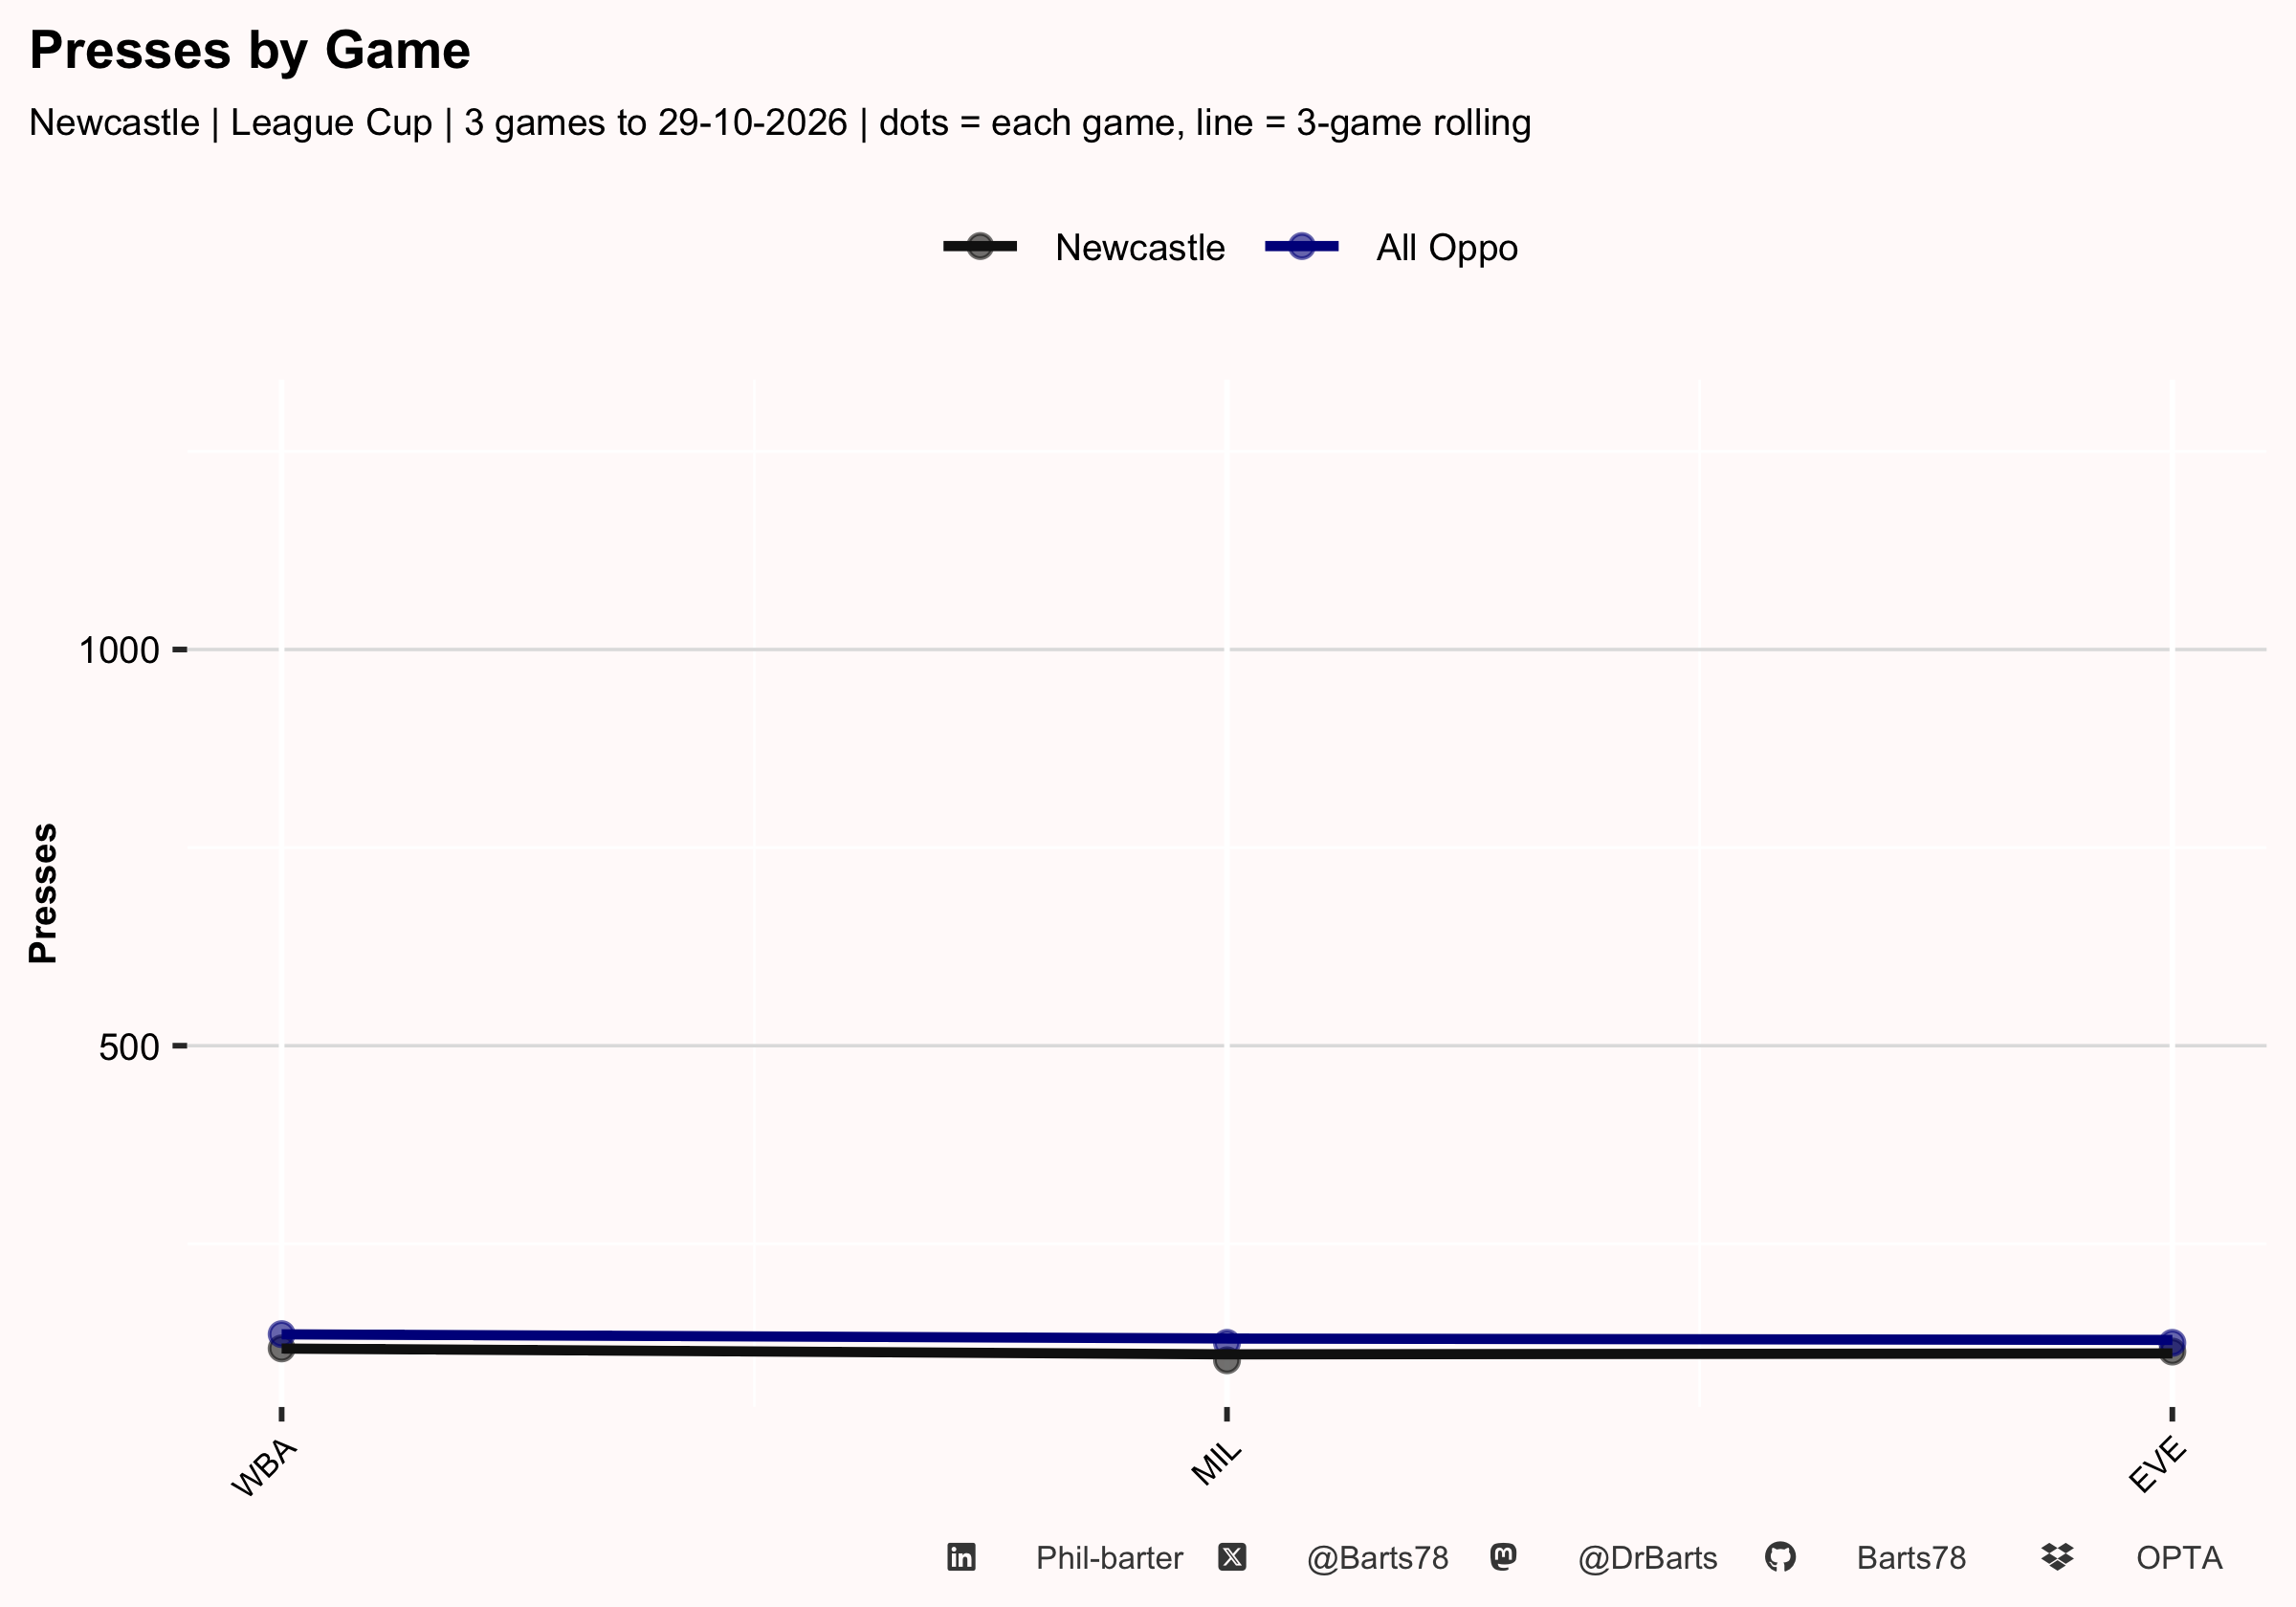 Presses by Game
Newcastle | League Cup | 3 games to 29-10-2026 | dots = each game, line = 3-game rolling
Newcastle All Oppo
1000
500
Presses
WBA MIL EVE
Phil-barter @Barts78 @DrBarts Barts78 OPTA